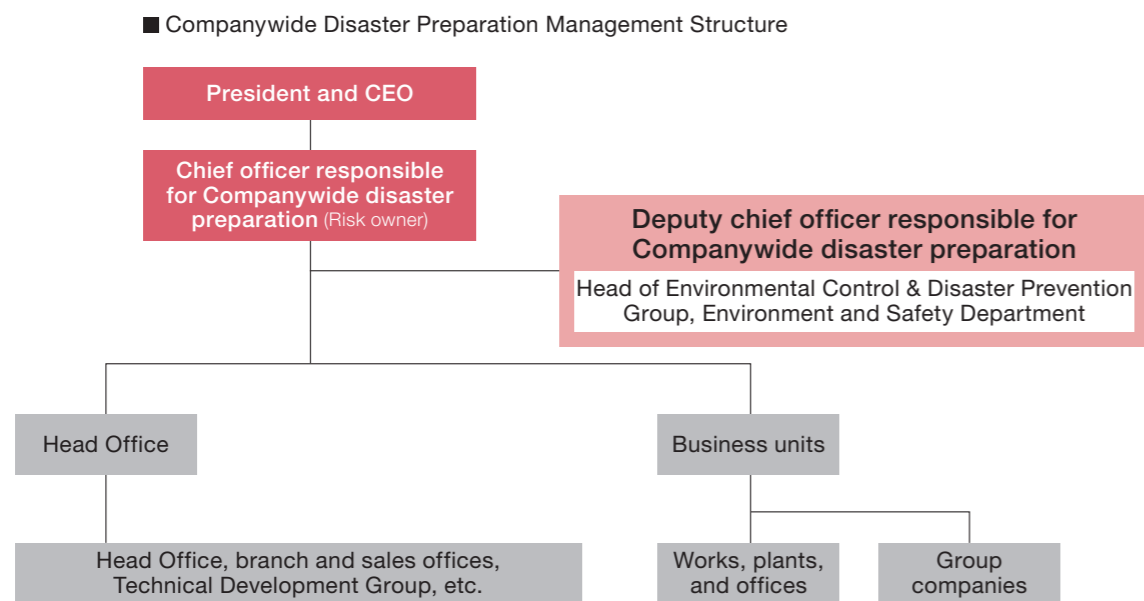 ■ Companywide Disaster Preparation Management Structure
President and CEO
Chief officer responsible
for Companywide disaster
preparation (Risk owner)
Deputy chief officer responsible for
Companywide disaster preparation
Head of Environmental Control & Disaster Prevention
Group, Environment and Safety Department
Head Office
Business units
Head Office, branch and sales offices,
Technical Development Group, etc.
Works, plants,
and offices
Group
companies